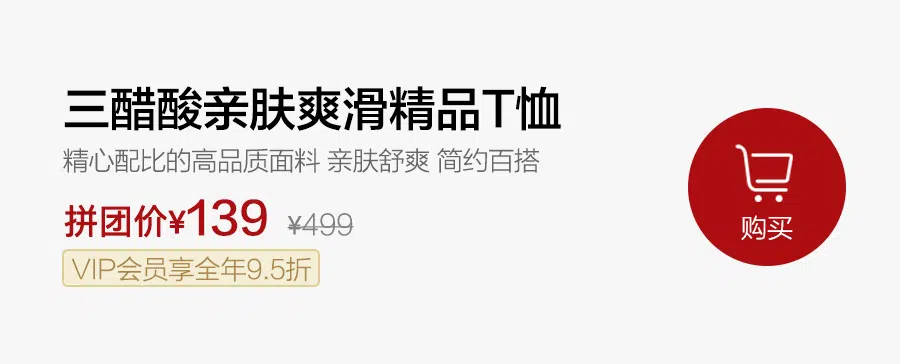 三醋酸亲肤爽滑精品T恤
精心配比的高品质面料 亲肤舒爽 简约百搭
拼团价¥139 ¥499
VIP会员享全年9.5折
购买